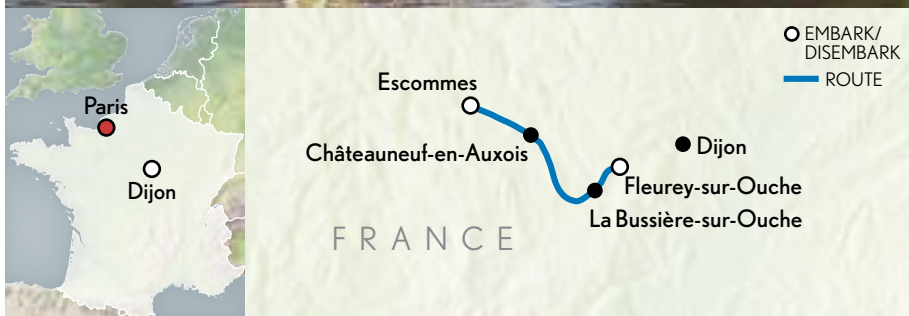 Paris
Dijon
EMBARK/
DISEMBARK
ROUTE
Escommes
Châteauneuf-en-Auxois
Dijon
Fleurey-sur-Ouche
La Bussière-sur-Ouche
FRANCE